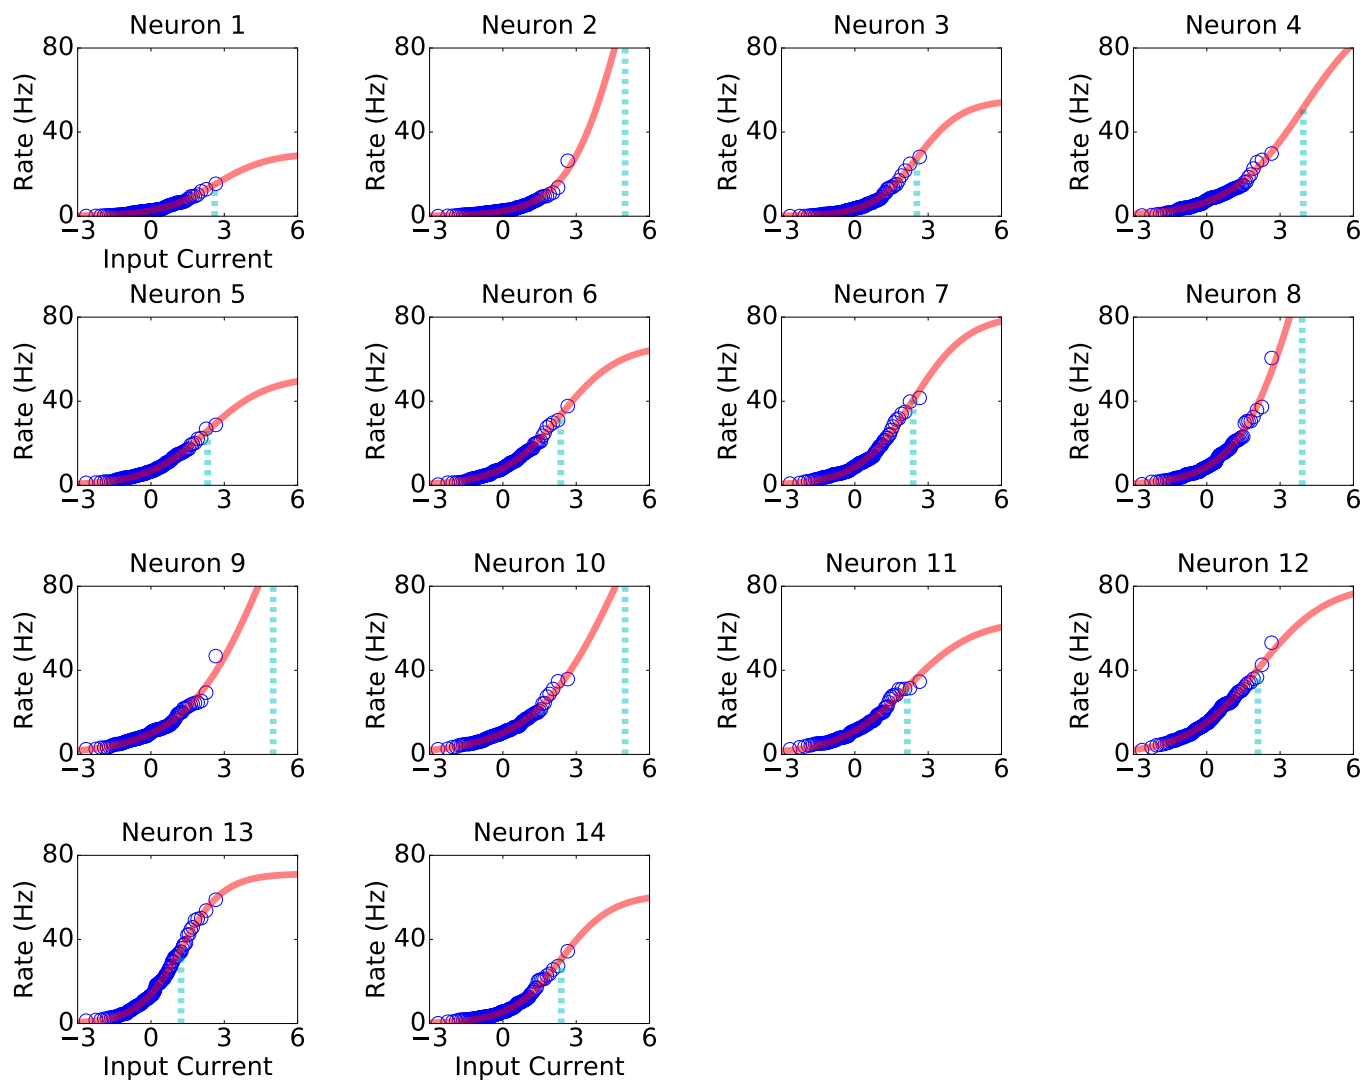 Neuron 1
Neuron 2
Neuron 3
Neuron 4
Rate (Hz)
80
40
0
−3 0 3 6
Input Current
Rate (Hz)
80
40
0
−3 0 3 6
Rate (Hz)
80
40
0
−3 0 3 6
Rate (Hz)
80
40
0
−3 0 3 6
Neuron 5
Neuron 6
Neuron 7
Neuron 8
Rate (Hz)
80
40
0
−3 0 3 6
Rate (Hz)
80
40
0
−3 0 3 6
Rate (Hz)
80
40
0
−3 0 3 6
Rate (Hz)
80
40
0
−3 0 3 6
Neuron 9
Neuron 10
Neuron 11
Neuron 12
Rate (Hz)
80
40
0
−3 0 3 6
Rate (Hz)
80
40
0
−3 0 3 6
Rate (Hz)
80
40
0
−3 0 3 6
Rate (Hz)
80
40
0
−3 0 3 6
Neuron 13
Neuron 14
Rate (Hz)
80
40
0
−3 0 3 6
Input Current
Rate (Hz)
80
40
0
−3 0 3 6
Input Current